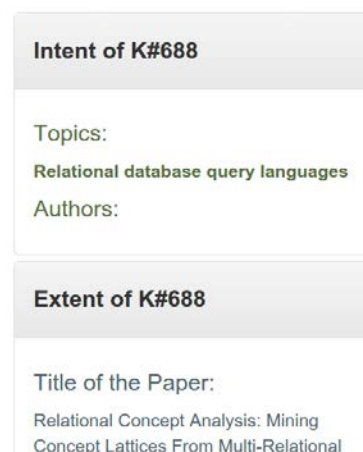 Intent of K#688
Topics:
Relational database query languages
Authors:
Extent of K#688
Title of the Paper:
Relational Concept Analysis: Mining
Concept Lattices From Multi-Relational